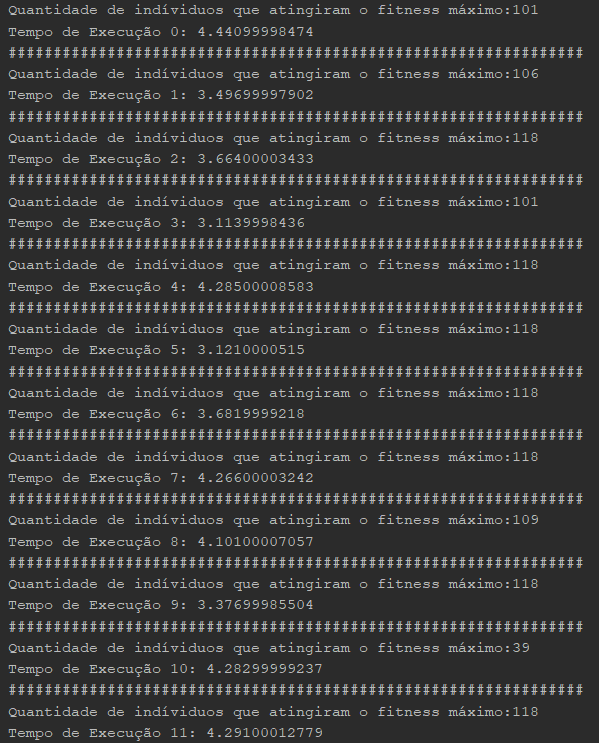 Quantidade de indíviduos que atingiram o fitness máximo:101
Tempo de Execução 0: 4.44099998474
################################################################
Quantidade de indíviduos que atingiram o fitness máximo:106
Tempo de Execução 1: 3.49699997902
################################################################
Quantidade de indíviduos que atingiram o fitness máximo:118
Tempo de Execução 2: 3.66400003433
################################################################
Quantidade de indíviduos que atingiram o fitness máximo:101
Tempo de Execução 3: 3.1139998436
################################################################
Quantidade de indíviduos que atingiram o fitness máximo:118
Tempo de Execução 4: 4.28500008583
################################################################
Quantidade de indíviduos que atingiram o fitness máximo:118
Tempo de Execução 5: 3.1210000515
################################################################
Quantidade de indíviduos que atingiram o fitness máximo:118
Tempo de Execução 6: 3.6819999218
################################################################
Quantidade de indíviduos que atingiram o fitness máximo:118
Tempo de Execução 7: 4.26600003242
################################################################
Quantidade de indíviduos que atingiram o fitness máximo:109
Tempo de Execução 8: 4.10100007057
################################################################
Quantidade de indíviduos que atingiram o fitness máximo:118
Tempo de Execução 9: 3.37699985504
################################################################
Quantidade de indíviduos que atingiram o fitness máximo:39
Tempo de Execução 10: 4.28299999237
################################################################
Quantidade de indíviduos que atingiram o fitness máximo:118
Tempo de Execução 11: 4.29100012779